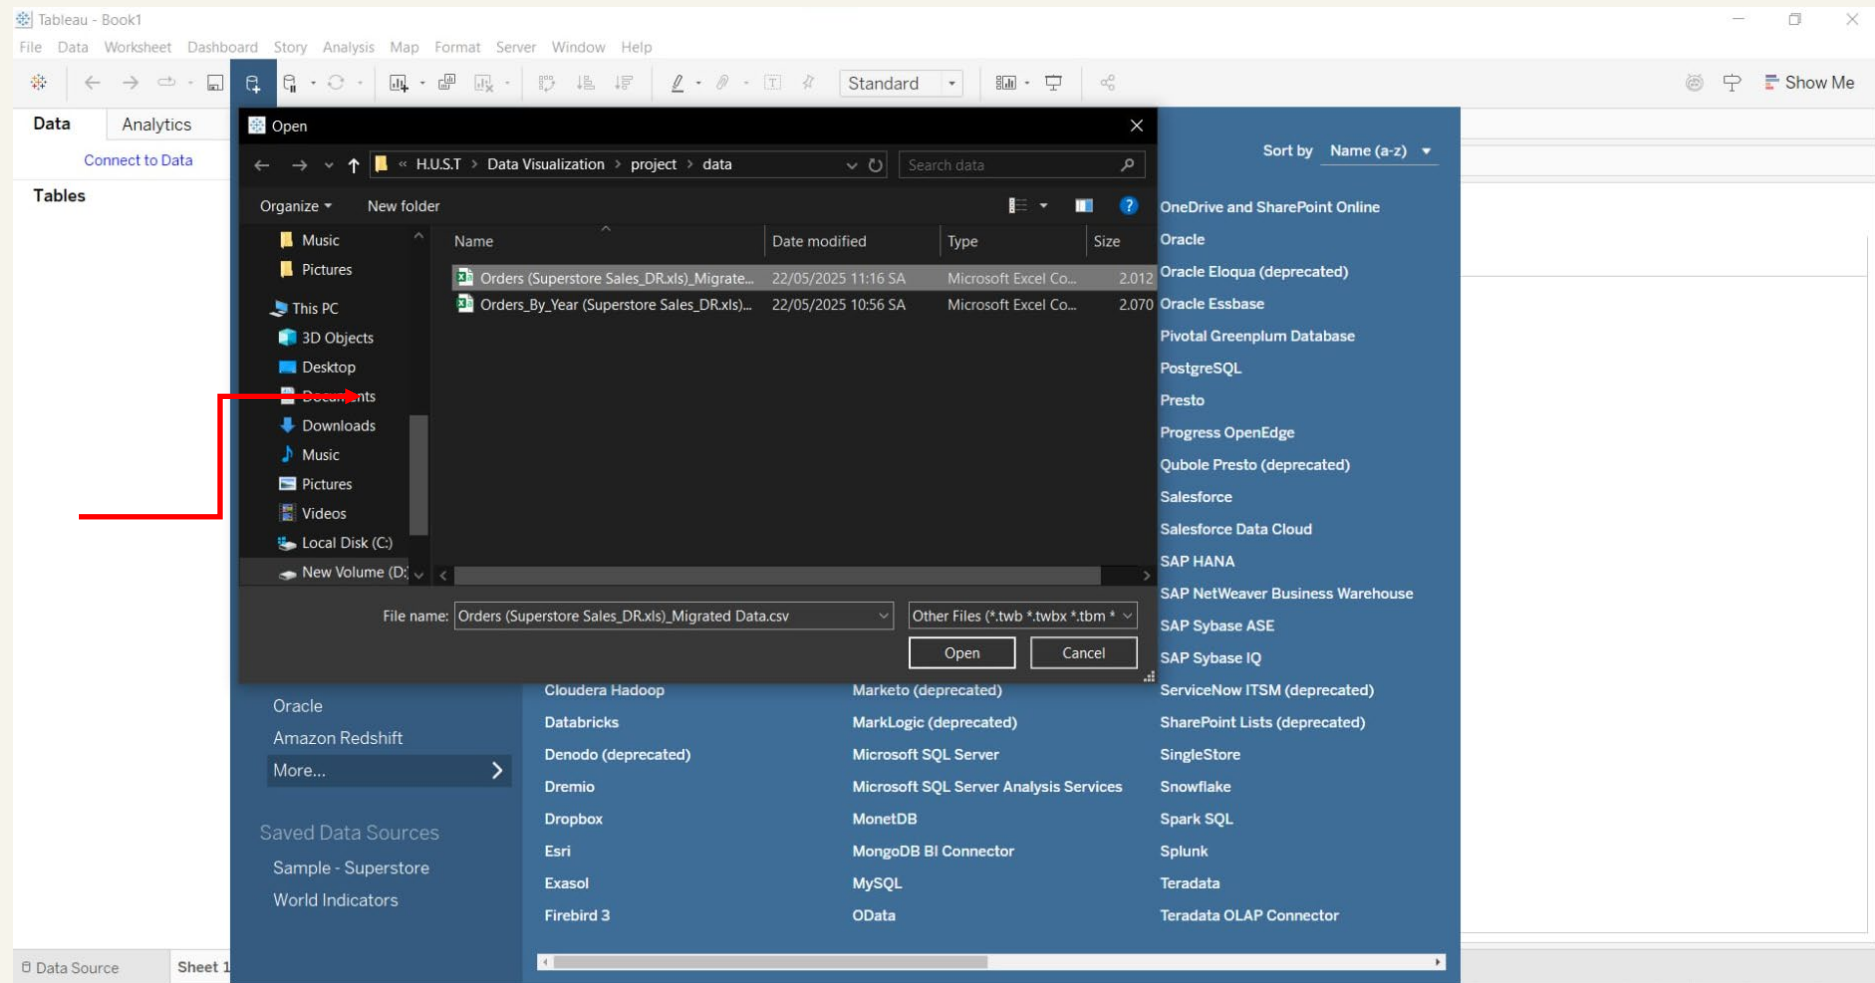 Tableau - Book1
File Data Worksheet Dashboard Story Analysis Map Format Server Window Help
Standard
Show Me
Data Analytics
Connect to Data
Tables
Open
« H.U.S.T > Data Visualization > project > data
Search data
Organize New folder
Music
Pictures
This PC
3D Objects
Desktop
Documents
Downloads
Music
Pictures
Videos
Local Disk (C:)
New Volume (D:
Name Date modified Type Size
Orders (Superstore Sales_DR.xls)_Migrate... 22/05/2025 11:16 SA Microsoft Excel Co... 2.012
Orders_By_Year (Superstore Sales_DR.xls)... 22/05/2025 10:56 SA Microsoft Excel Co... 2.070
File name: Orders (Superstore Sales_DR.xls)_Migrated Data.csv Other Files (*.twb *.twbx *.tbm *
Open Cancel
Sort by Name (a-z)
OneDrive and SharePoint Online
Oracle
Oracle Eloqua (deprecated)
Oracle Essbase
Pivotal Greenplum Database
PostgreSQL
Presto
Progress OpenEdge
Qubole Presto (deprecated)
Salesforce
Salesforce Data Cloud
SAP HANA
SAP NetWeaver Business Warehouse
SAP Sybase ASE
SAP Sybase IQ
ServiceNow ITSM (deprecated)
SharePoint Lists (deprecated)
SingleStore
Snowflake
Spark SQL
Splunk
Teradata
Teradata OLAP Connector
Oracle
Amazon Redshift
More...
Saved Data Sources
Sample - Superstore
World Indicators
Cloudera Hadoop
Databricks
Denodo (deprecated)
Dremio
Dropbox
Esri
Exasol
Firebird 3
Marketo (deprecated)
MarkLogic (deprecated)
Microsoft SQL Server
Microsoft SQL Server Analysis Services
MonetDB
MongoDB BI Connector
MySQL
OData
Data Source Sheet 1